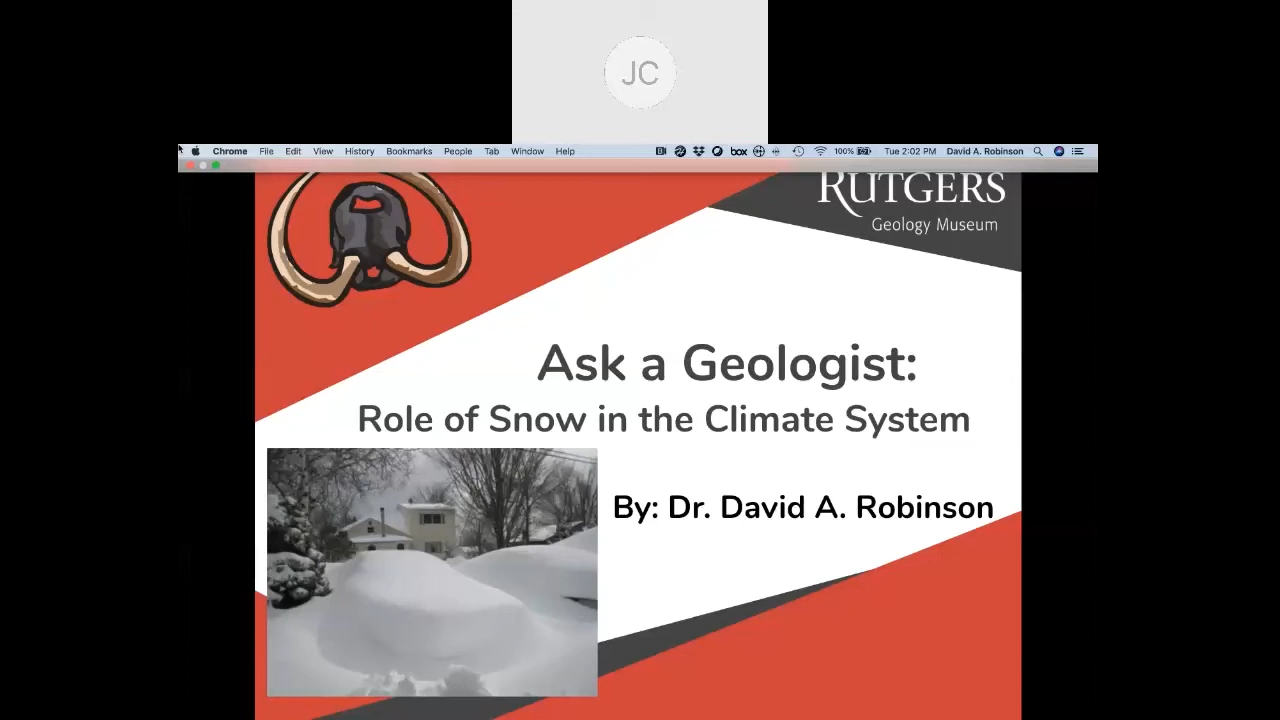 JC
Chrome File Edit View History Bookmarks People Tab Window Help box 100% Tue 2:02 PM David A. Robinson
RUTGERS
Geology Museum
Ask a Geologist:
Role of Snow in the Climate System
By: Dr. David A. Robinson